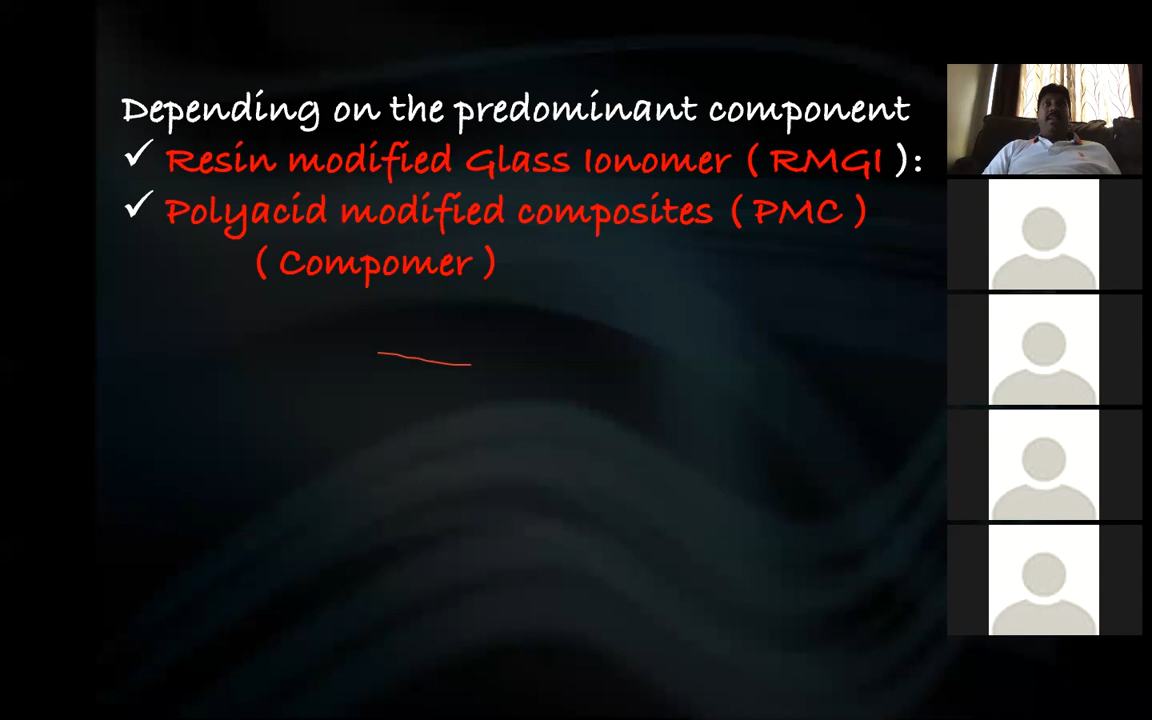 Depending on the predominant component
✓ Resin modified Glass Ionomer ( RMGI ):
✓ Polyacid modified composites ( PMC )
( Compomer )